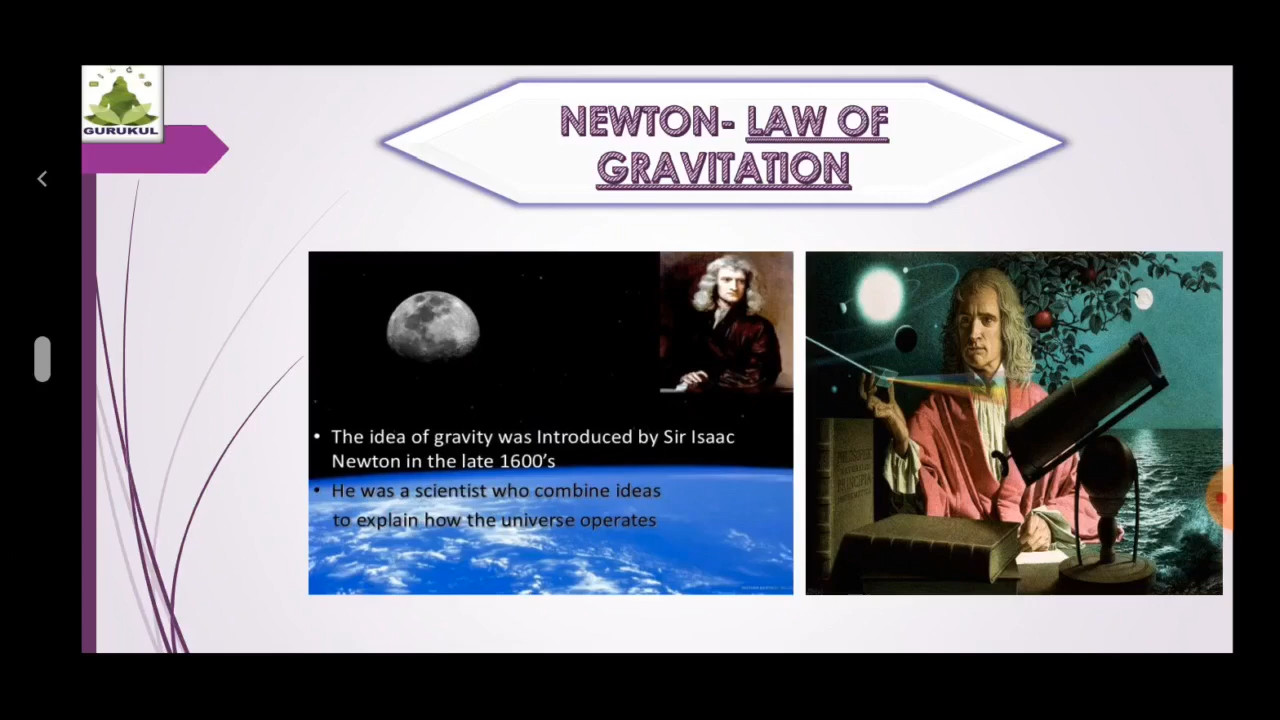 GURUKUL
NEWTON- LAW OF
GRAVITATION
• The idea of gravity was Introduced by Sir Isaac
Newton in the late 1600's
• He was a scientist who combine ideas
to explain how the universe operates
PRINCIPIA